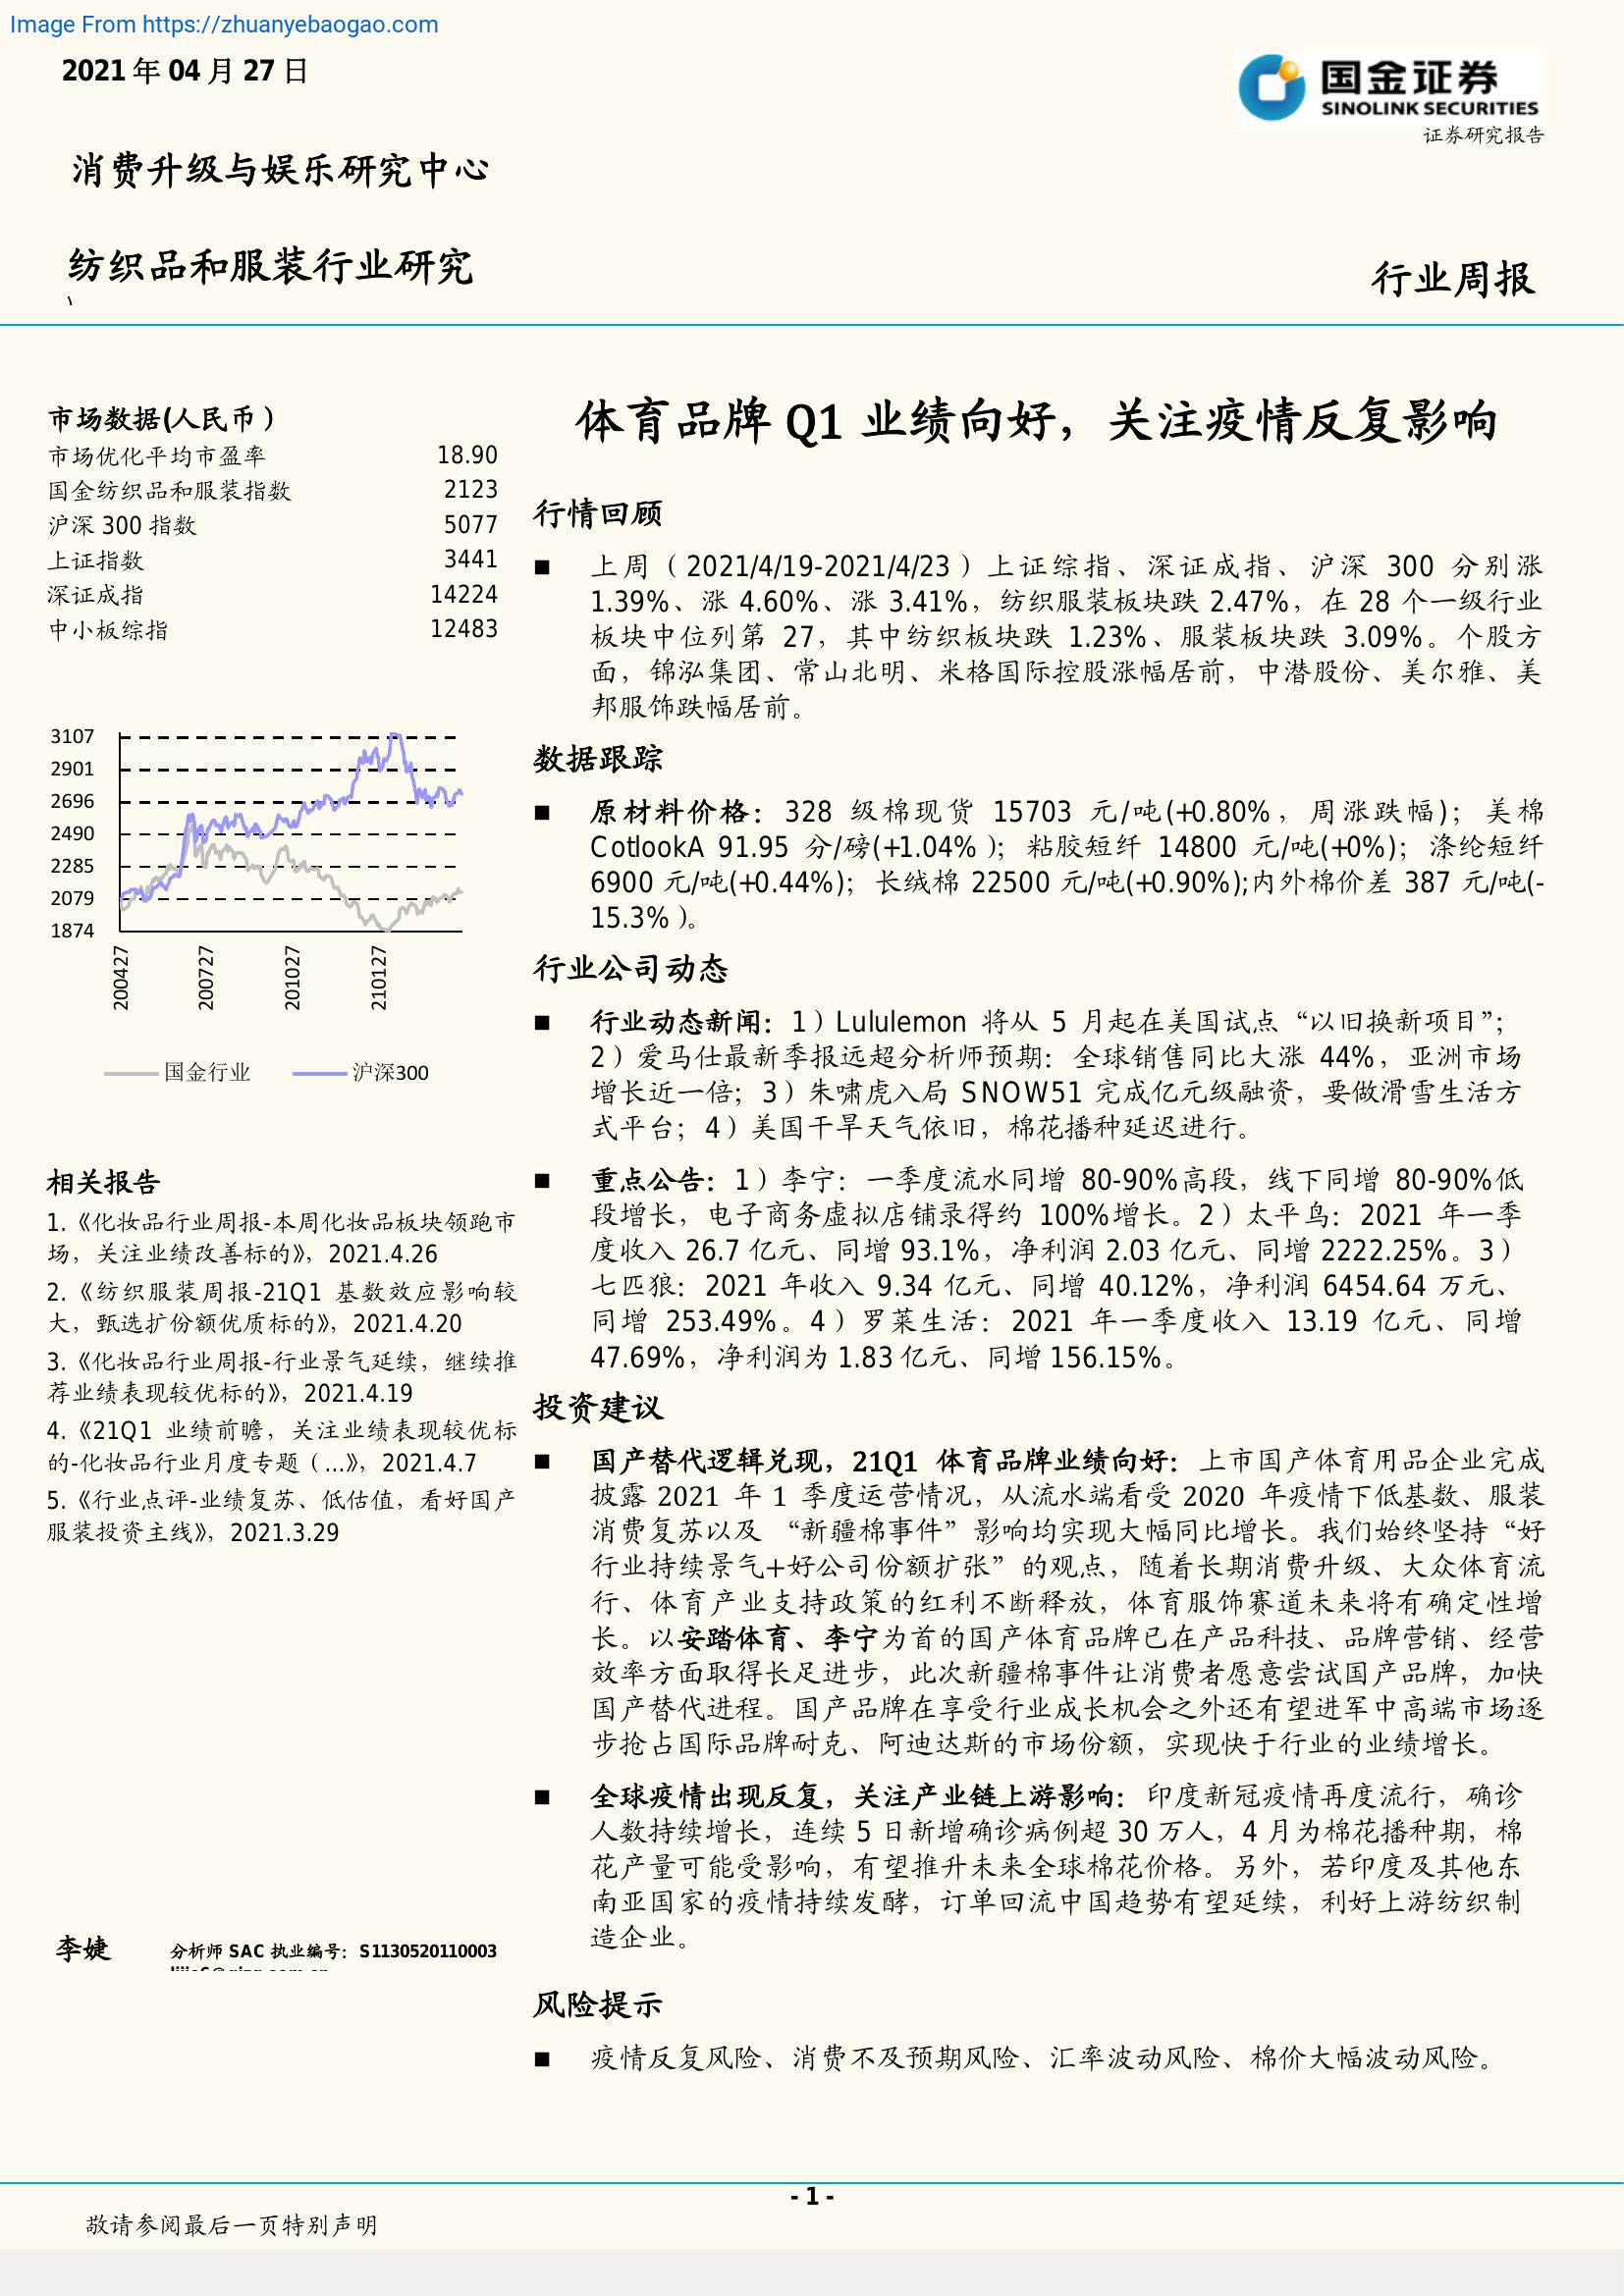 Image From https://zhuanyebaogao.com
2021 年 04 月 27 日
国金证券
SINOLINK SECURITIES
证券研究报告
消费升级与娱乐研究中心
纺织品和服装行业研究
行业周报
、
市场数据(人民币）
市场优化平均市盈率 18.90
国金纺织品和服装指数 2123
沪深 300 指数 5077
上证指数 3441
深证成指 14224
中小板综指 12483
3107
2901
2696
2490
2285
2079
1874
200427
200727
201027
210127
国金行业 沪深300
相关报告
1.《化妆品行业周报-本周化妆品板块领跑市
场，关注业绩改善标的》，2021.4.26
2.《纺织服装周报-21Q1 基数效应影响较
大，甄选扩份额优质标的》，2021.4.20
3.《化妆品行业周报-行业景气延续，继续推
荐业绩表现较优标的》，2021.4.19
4.《21Q1 业绩前瞻，关注业绩表现较优标
的-化妆品行业月度专题（...》，2021.4.7
5.《行业点评-业绩复苏、低估值，看好国产
服装投资主线》，2021.3.29
李婕 分析师 SAC 执业编号：S1130520110003
体育品牌 Q1 业绩向好，关注疫情反复影响
行情回顾
■ 上周（2021/4/19-2021/4/23）上证综指、深证成指、沪深 300 分别涨
1.39%、涨 4.60%、涨 3.41%，纺织服装板块跌 2.47%，在 28 个一级行业
板块中位列第 27，其中纺织板块跌 1.23%、服装板块跌 3.09%。个股方
面，锦泓集团、常山北明、米格国际控股涨幅居前，中潜股份、美尔雅、美
邦服饰跌幅居前。
数据跟踪
■ 原材料价格：328 级棉现货 15703 元/吨(+0.80%，周涨跌幅)；美棉
CotlookA 91.95 分/磅(+1.04%）；粘胶短纤 14800 元/吨(+0%)；涤纶短纤
6900 元/吨(+0.44%)；长绒棉 22500 元/吨(+0.90%);内外棉价差 387 元/吨(-
15.3%）。
行业公司动态
■ 行业动态新闻：1）Lululemon 将从 5 月起在美国试点“以旧换新项目”；
2）爱马仕最新季报远超分析师预期：全球销售同比大涨 44%，亚洲市场
增长近一倍；3）朱啸虎入局 SNOW51 完成亿元级融资，要做滑雪生活方
式平台；4）美国干旱天气依旧，棉花播种延迟进行。
■ 重点公告：1）李宁：一季度流水同增 80-90%高段，线下同增 80-90%低
段增长，电子商务虚拟店铺录得约 100%增长。2）太平鸟：2021 年一季
度收入 26.7 亿元、同增 93.1%，净利润 2.03 亿元、同增 2222.25%。3）
七匹狼：2021 年收入 9.34 亿元、同增 40.12%，净利润 6454.64 万元、
同增 253.49%。4）罗莱生活：2021 年一季度收入 13.19 亿元、同增
47.69%，净利润为 1.83 亿元、同增 156.15%。
投资建议
■ 国产替代逻辑兑现，21Q1 体育品牌业绩向好：上市国产体育用品企业完成
披露 2021 年 1 季度运营情况，从流水端看受 2020 年疫情下低基数、服装
消费复苏以及 “新疆棉事件”影响均实现大幅同比增长。我们始终坚持“好
行业持续景气+好公司份额扩张”的观点，随着长期消费升级、大众体育流
行、体育产业支持政策的红利不断释放，体育服饰赛道未来将有确定性增
长。以安踏体育、李宁为首的国产体育品牌已在产品科技、品牌营销、经营
效率方面取得长足进步，此次新疆棉事件让消费者愿意尝试国产品牌，加快
国产替代进程。国产品牌在享受行业成长机会之外还有望进军中高端市场逐
步抢占国际品牌耐克、阿迪达斯的市场份额，实现快于行业的业绩增长。
■ 全球疫情出现反复，关注产业链上游影响：印度新冠疫情再度流行，确诊
人数持续增长，连续 5 日新增确诊病例超 30 万人，4 月为棉花播种期，棉
花产量可能受影响，有望推升未来全球棉花价格。另外，若印度及其他东
南亚国家的疫情持续发酵，订单回流中国趋势有望延续，利好上游纺织制
造企业。
风险提示
■ 疫情反复风险、消费不及预期风险、汇率波动风险、棉价大幅波动风险。
- 1 -
敬请参阅最后一页特别声明